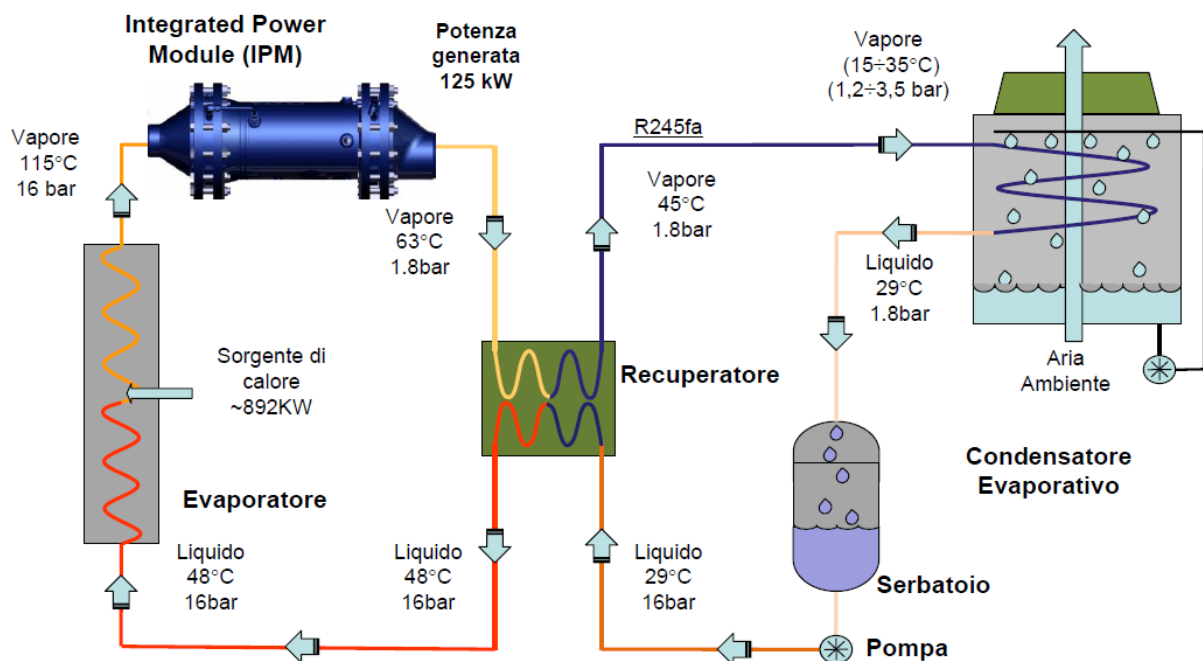 Integrated Power
Module (IPM)
Potenza
generata
125 kW
Vapore
115°C
16 bar
Vapore
(15÷35°C)
(1,2÷3,5 bar)
R245fa
Vapore
63°C
1.8bar
Vapore
45°C
1.8bar
Liquido
29°C
1.8bar
Sorgente di
calore
~892KW
Recuperatore
Aria
Ambiente
Evaporatore
Condensatore
Evaporativo
Liquido
48°C
16bar
Liquido
48°C
16bar
Liquido
29°C
16bar
Serbatoio
Pompa